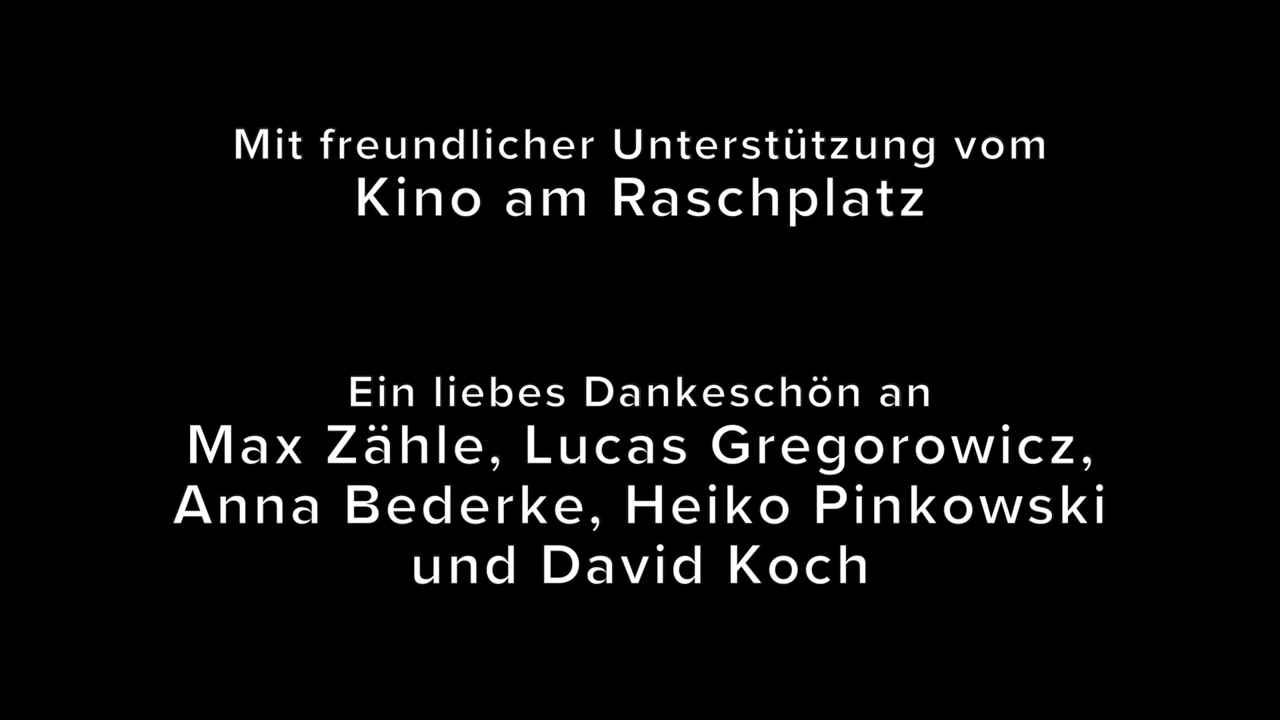 Mit freundlicher Unterstützung vom
Kino am Raschplatz
Ein liebes Dankeschön an
Max Zähle, Lucas Gregorowicz,
Anna Bederke, Heiko Pinkowski
und David Koch